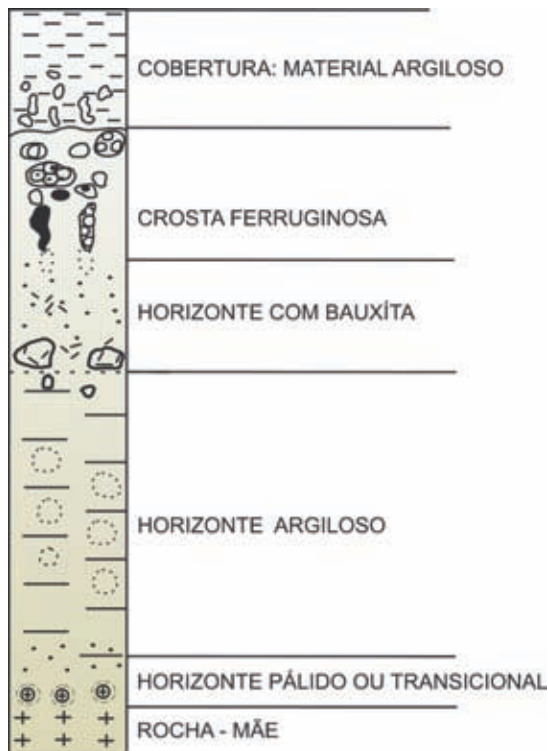 COBERTURA: MATERIAL ARGILOSO
CROSTA FERRUGINOSA
HORIZONTE COM BAUXÍTA
HORIZONTE ARGILOSO
HORIZONTE PÁLIDO OU TRANSICIONAL
ROCHA - MÃE